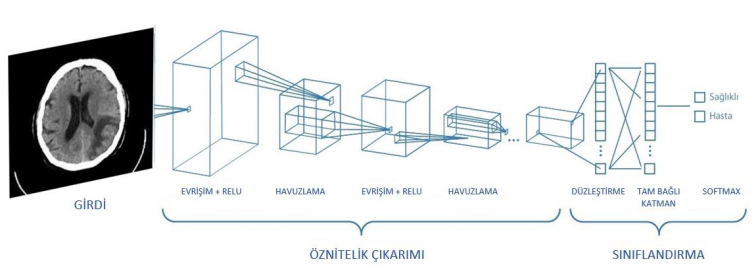 Sağlıklı
Hasta
GİRDİ
EVRİŞİM + RELU
HAVUZLAMA
EVRİŞİM + RELU
HAVUZLAMA
DÜZLEŞTİRME
TAM BAĞLI
KATMAN
SOFTMAX
ÖZNİTELİK ÇIKARIMI
SINIFLANDIRMA